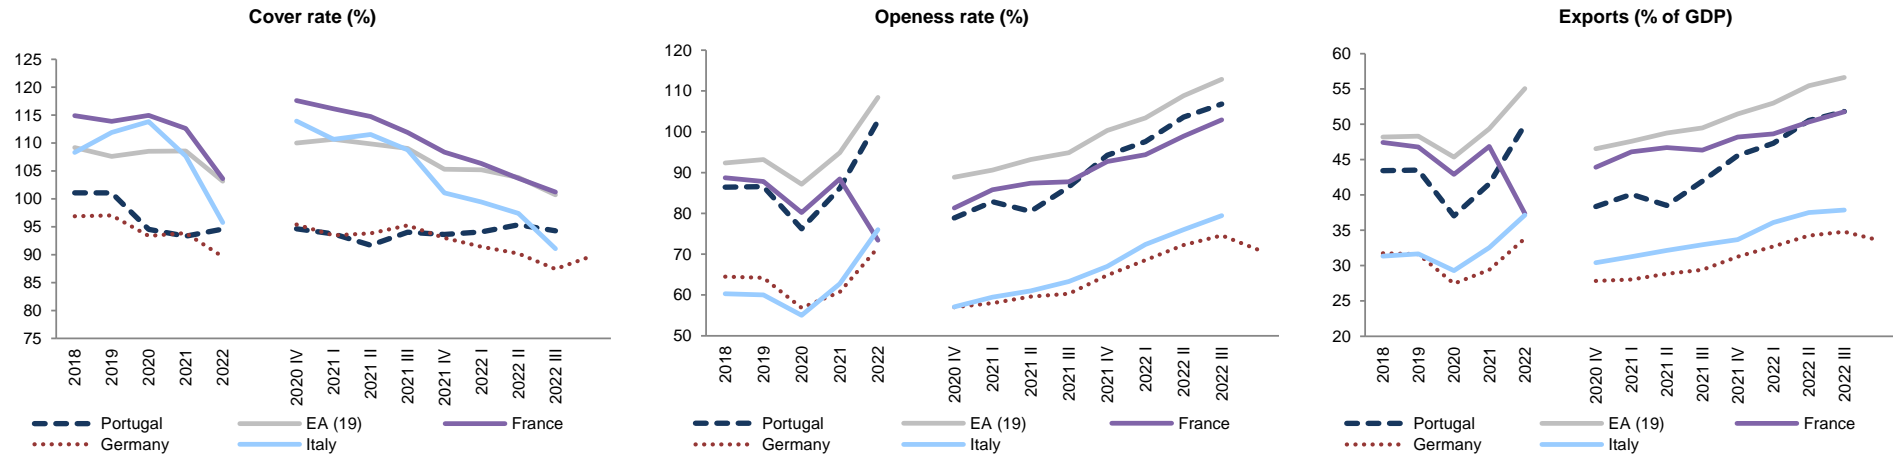 Cover rate (%)
125
120
115
110
105
100
95
90
85
80
75
2018
2019
2020
2021
2022
2020 IV
2021 I
2021 II
2021 III
2021 IV
2022 I
2022 II
2022 III
Portugal
EA (19)
France
Germany
Italy
Openess rate (%)
120
110
100
90
80
70
60
50
2018
2019
2020
2021
2022
2020 IV
2021 I
2021 II
2021 III
2021 IV
2022 I
2022 II
2022 III
Portugal
EA (19)
France
Germany
Italy
Exports (% of GDP)
60
55
50
45
40
35
30
25
20
2018
2019
2020
2021
2022
2020 IV
2021 I
2021 II
2021 III
2021 IV
2022 I
2022 II
2022 III
Portugal
EA (19)
France
Germany
Italy